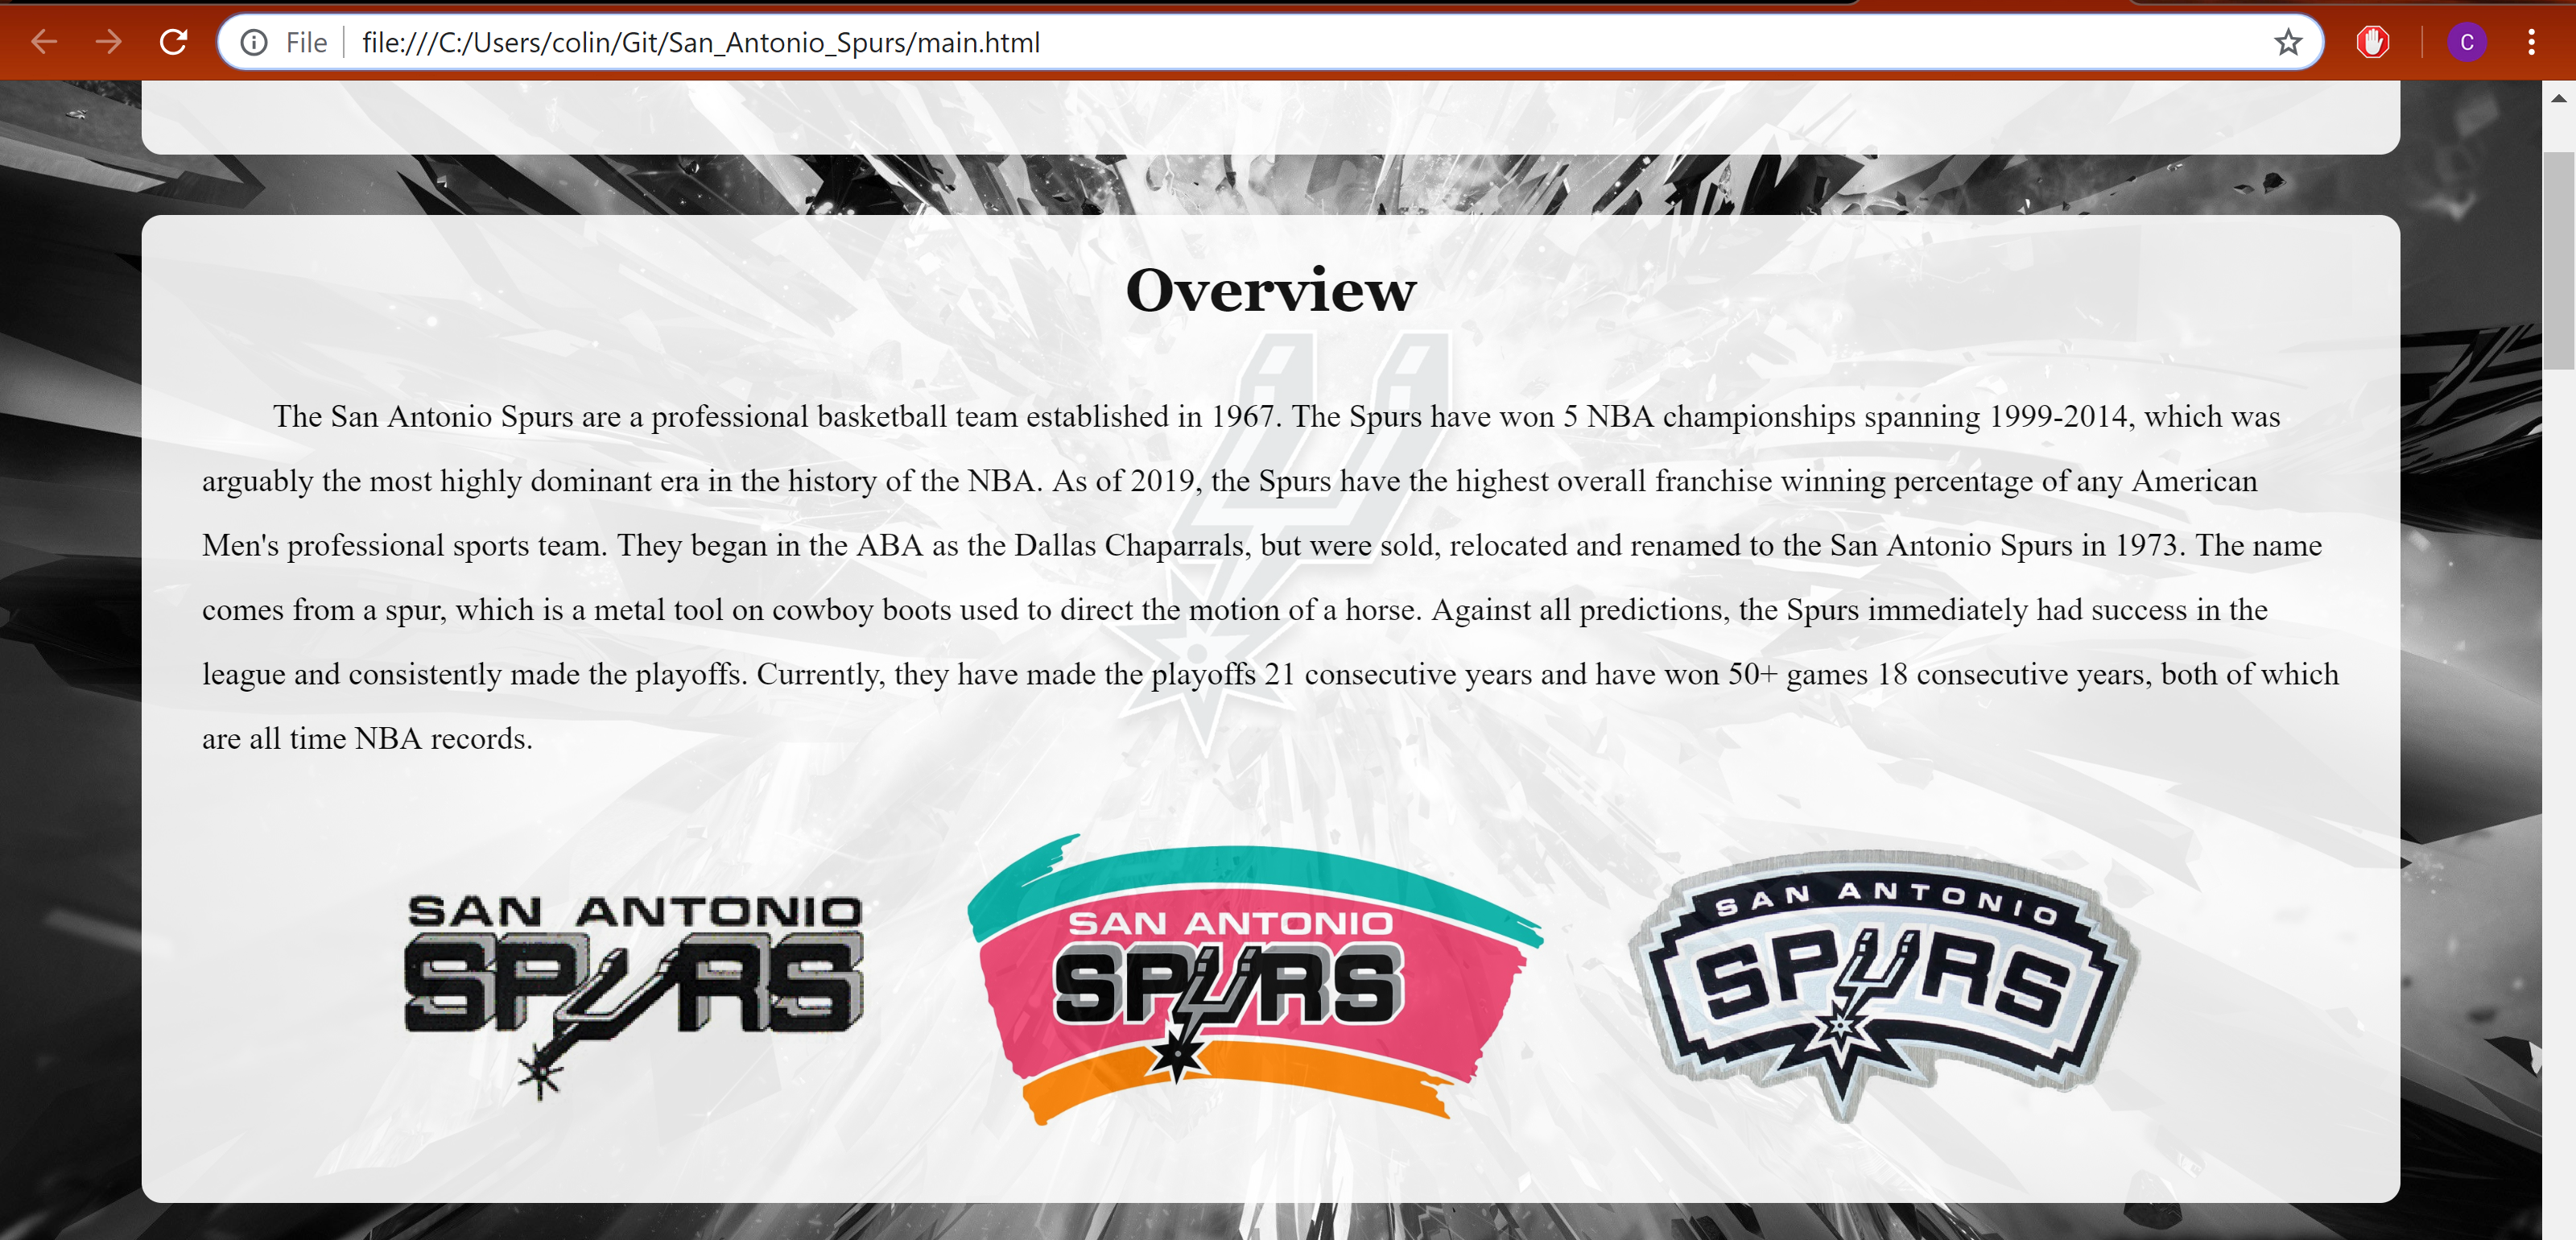 File file:///C:/Users/colin/Git/San_Antonio_Spurs/main.html
C
Overview
The San Antonio Spurs are a professional basketball team established in 1967. The Spurs have won 5 NBA championships spanning 1999-2014, which was
arguably the most highly dominant era in the history of the NBA. As of 2019, the Spurs have the highest overall franchise winning percentage of any American
Men's professional sports team. They began in the ABA as the Dallas Chaparrals, but were sold, relocated and renamed to the San Antonio Spurs in 1973. The name
comes from a spur, which is a metal tool on cowboy boots used to direct the motion of a horse. Against all predictions, the Spurs immediately had success in the
league and consistently made the playoffs. Currently, they have made the playoffs 21 consecutive years and have won 50+ games 18 consecutive years, both of which
are all time NBA records.
SAN ANTONIO
SPURS
SAN ANTONIO
SPURS
SAN ANTONIO
SPURS